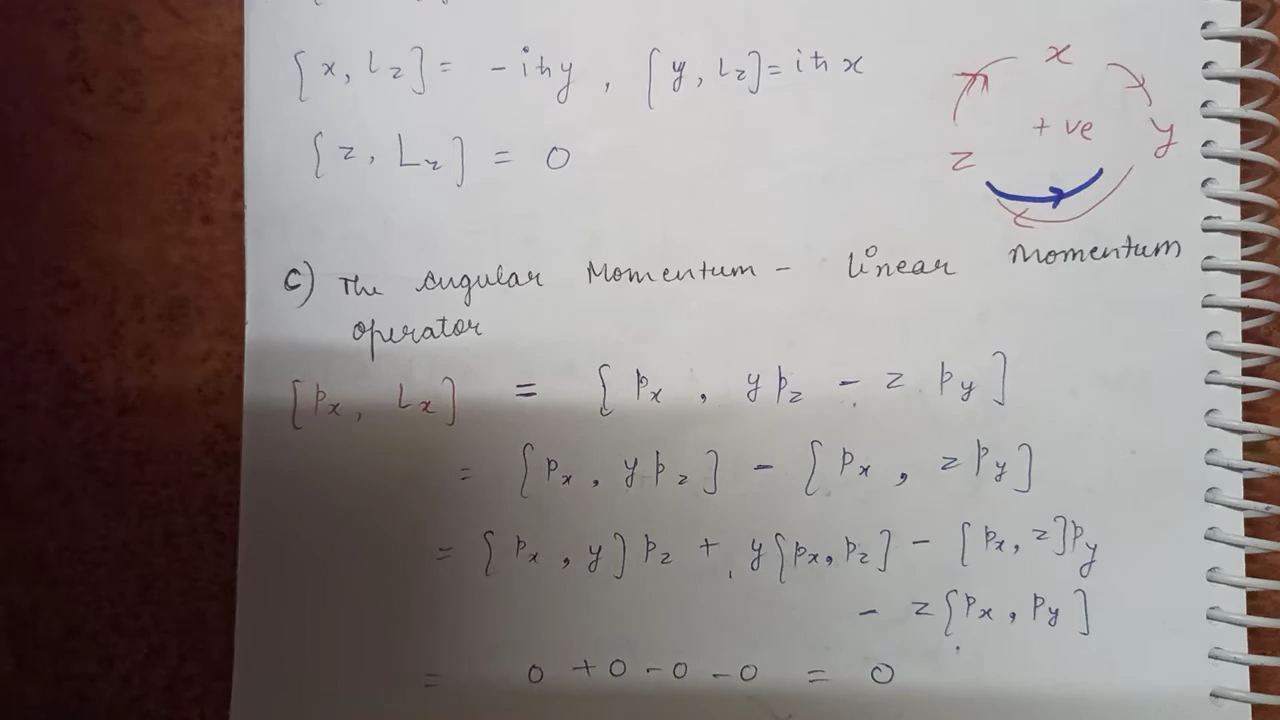 [x, Lz] = -iħy , [y, Lz] = iħx
[z, Lz] = 0
x
+ve
y
z
c) The Angular Momentum - linear momentum
operator
[px, Lx] = [px , ypz - z py]
= [px , ypz] - [px , zpy]
= [px , y] pz + y[px, pz] - [px, z]py
- z[px , py]
= 0 +0 -0 -0 = 0